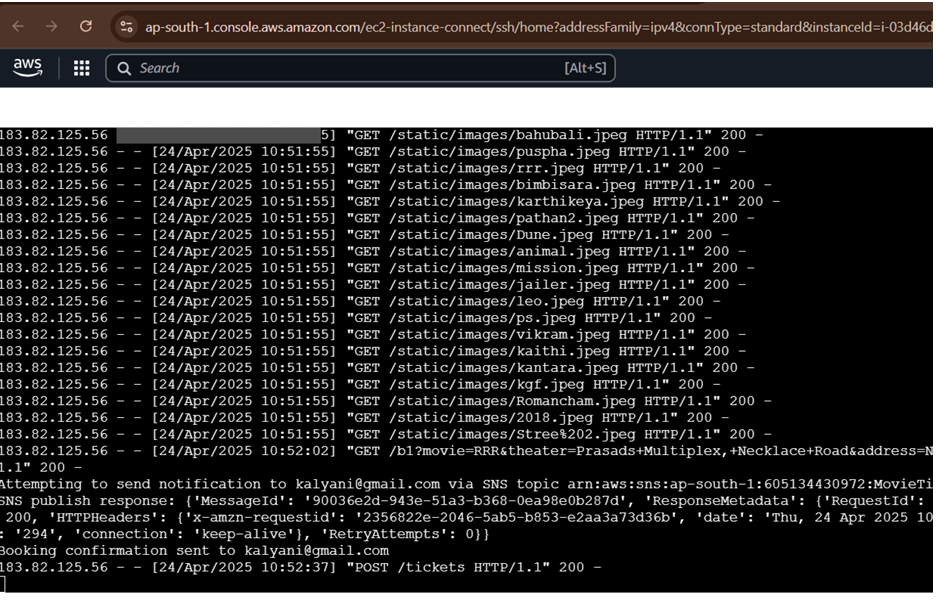 ap-south-1.console.aws.amazon.com/ec2-instance-connect/ssh/home?addressFamily=ipv4&connType=standard&instanceId=i-03d46d
aws Search [Alt+S]
183.82.125.56 5] "GET /static/images/bahubali.jpeg HTTP/1.1" 200 -
183.82.125.56 - - [24/Apr/2025 10:51:55] "GET /static/images/puspha.jpeg HTTP/1.1" 200 -
183.82.125.56 - - [24/Apr/2025 10:51:55] "GET /static/images/rrr.jpeg HTTP/1.1" 200 -
183.82.125.56 - - [24/Apr/2025 10:51:55] "GET /static/images/bimbisara.jpeg HTTP/1.1" 200 -
183.82.125.56 - - [24/Apr/2025 10:51:55] "GET /static/images/karthikeya.jpeg HTTP/1.1" 200 -
183.82.125.56 - - [24/Apr/2025 10:51:55] "GET /static/images/pathan2.jpeg HTTP/1.1" 200 -
183.82.125.56 - - [24/Apr/2025 10:51:55] "GET /static/images/Dune.jpeg HTTP/1.1" 200 -
183.82.125.56 - - [24/Apr/2025 10:51:55] "GET /static/images/animal.jpeg HTTP/1.1" 200 -
183.82.125.56 - - [24/Apr/2025 10:51:55] "GET /static/images/mission.jpeg HTTP/1.1" 200 -
183.82.125.56 - - [24/Apr/2025 10:51:55] "GET /static/images/jailer.jpeg HTTP/1.1" 200 -
183.82.125.56 - - [24/Apr/2025 10:51:55] "GET /static/images/leo.jpeg HTTP/1.1" 200 -
183.82.125.56 - - [24/Apr/2025 10:51:55] "GET /static/images/ps.jpeg HTTP/1.1" 200 -
183.82.125.56 - - [24/Apr/2025 10:51:55] "GET /static/images/vikram.jpeg HTTP/1.1" 200 -
183.82.125.56 - - [24/Apr/2025 10:51:55] "GET /static/images/kaithi.jpeg HTTP/1.1" 200 -
183.82.125.56 - - [24/Apr/2025 10:51:55] "GET /static/images/kantara.jpeg HTTP/1.1" 200 -
183.82.125.56 - - [24/Apr/2025 10:51:55] "GET /static/images/kgf.jpeg HTTP/1.1" 200 -
183.82.125.56 - - [24/Apr/2025 10:51:55] "GET /static/images/Romancham.jpeg HTTP/1.1" 200 -
183.82.125.56 - - [24/Apr/2025 10:51:55] "GET /static/images/2018.jpeg HTTP/1.1" 200 -
183.82.125.56 - - [24/Apr/2025 10:51:55] "GET /static/images/Stree%202.jpeg HTTP/1.1" 200 -
183.82.125.56 - - [24/Apr/2025 10:52:02] "GET /b1?movie=RRR&theater=Prasads+Multiplex,+Necklace+Road&address=N
1.1" 200 -
Attempting to send notification to kalyani@gmail.com via SNS topic arn:aws:sns:ap-south-1:605134430972:MovieTi
SNS publish response: {'MessageId': '90036e2d-943e-51a3-b368-0ea98e0b287d', 'ResponseMetadata': {'RequestId':
200, 'HTTPHeaders': {'x-amzn-requestid': '2356822e-2046-5ab5-b853-e2aa3a73d36b', 'date': 'Thu, 24 Apr 2025 10
: '294', 'connection': 'keep-alive'}, 'RetryAttempts': 0}}
Booking confirmation sent to kalyani@gmail.com
183.82.125.56 - - [24/Apr/2025 10:52:37] "POST /tickets HTTP/1.1" 200 -